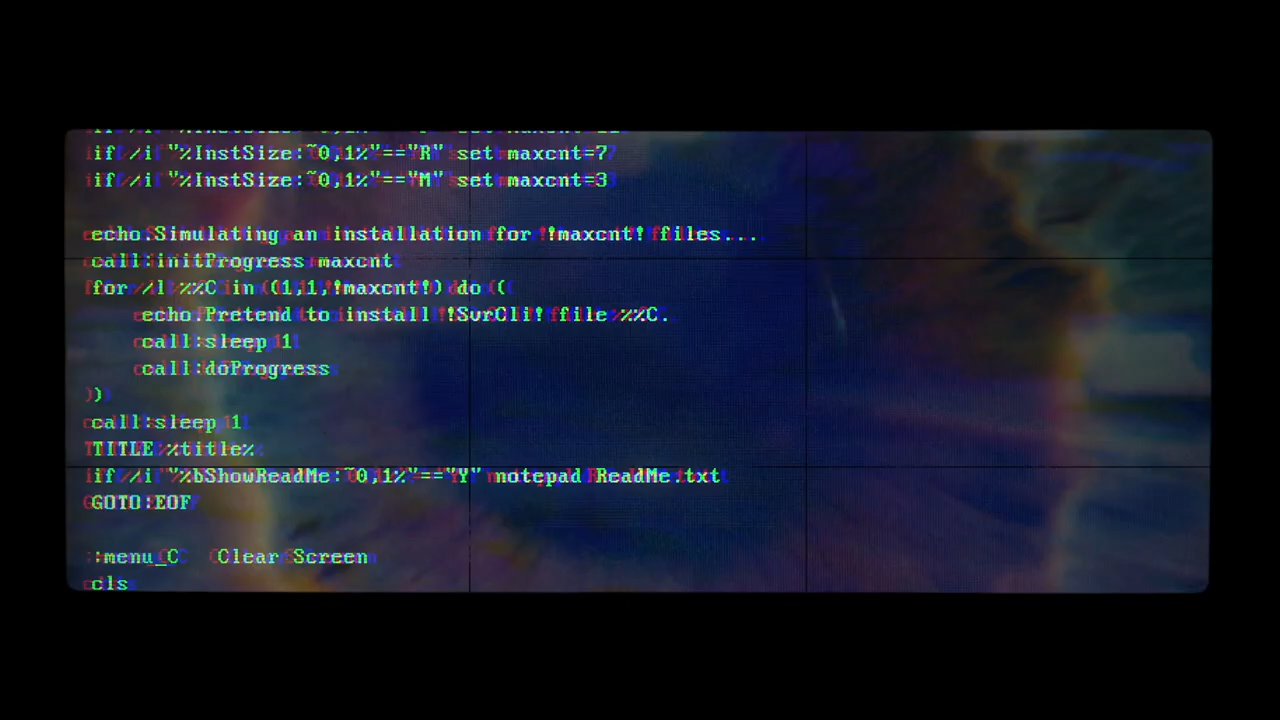 if /i "%InstSize:~0,1%"=="R" set maxcnt=7
if /i "%InstSize:~0,1%"=="M" set maxcnt=3
echo.Simulating an installation for !maxcnt! files...
call:initProgress maxcnt
for /l %%C in (1,1,!maxcnt!) do (
echo.Pretend to install !SvrCli! file %%C.
call:sleep 1
call:doProgress
)
call:sleep 1
TITLE %title%
if /i "%bShowReadMe:~0,1%"=="Y" notepad ReadMe.txt
GOTO:EOF
:menu_C Clear Screen
cls